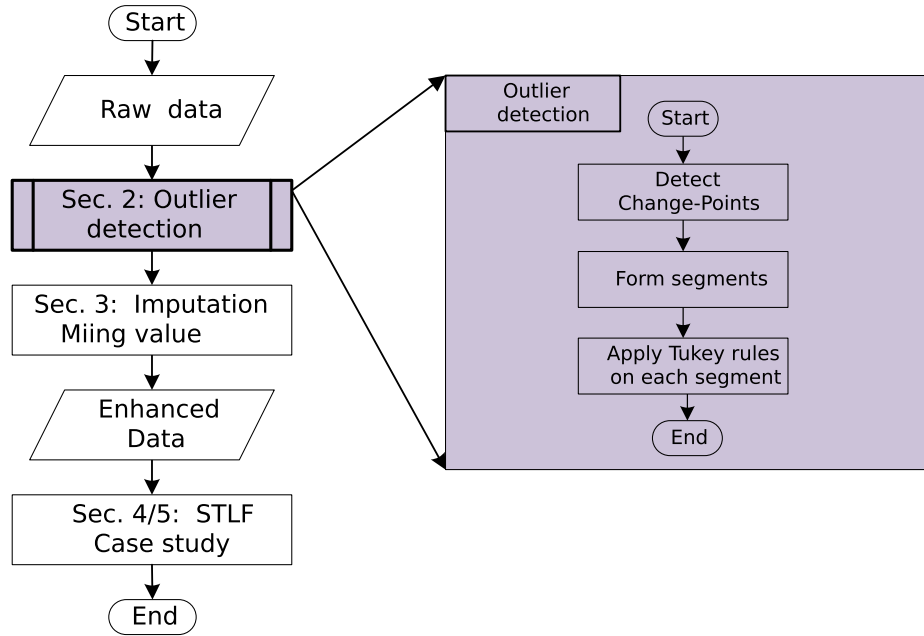 Start
Raw data
Sec. 2: Outlier
detection
Sec. 3: Imputation
Miing value
Enhanced
Data
Sec. 4/5: STLF
Case study
End
Outlier
detection
Start
Detect
Change-Points
Form segments
Apply Tukey rules
on each segment
End